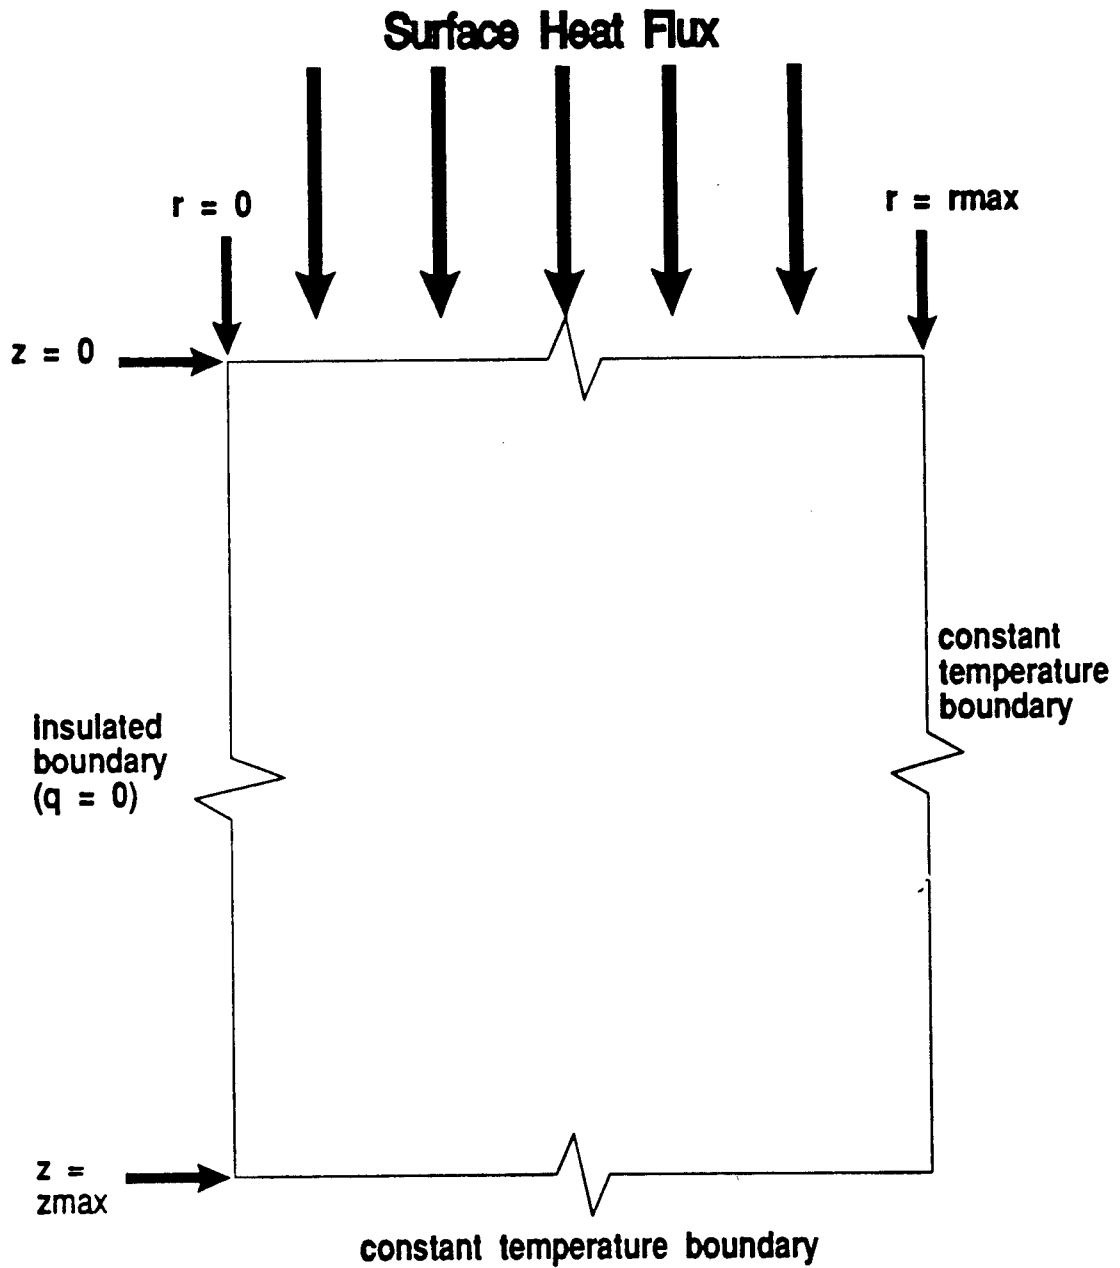 Surface Heat Flux
r = 0
r = rmax
z = 0
constant
temperature
boundary
insulated
boundary
(q = 0)
z =
zmax
constant temperature boundary